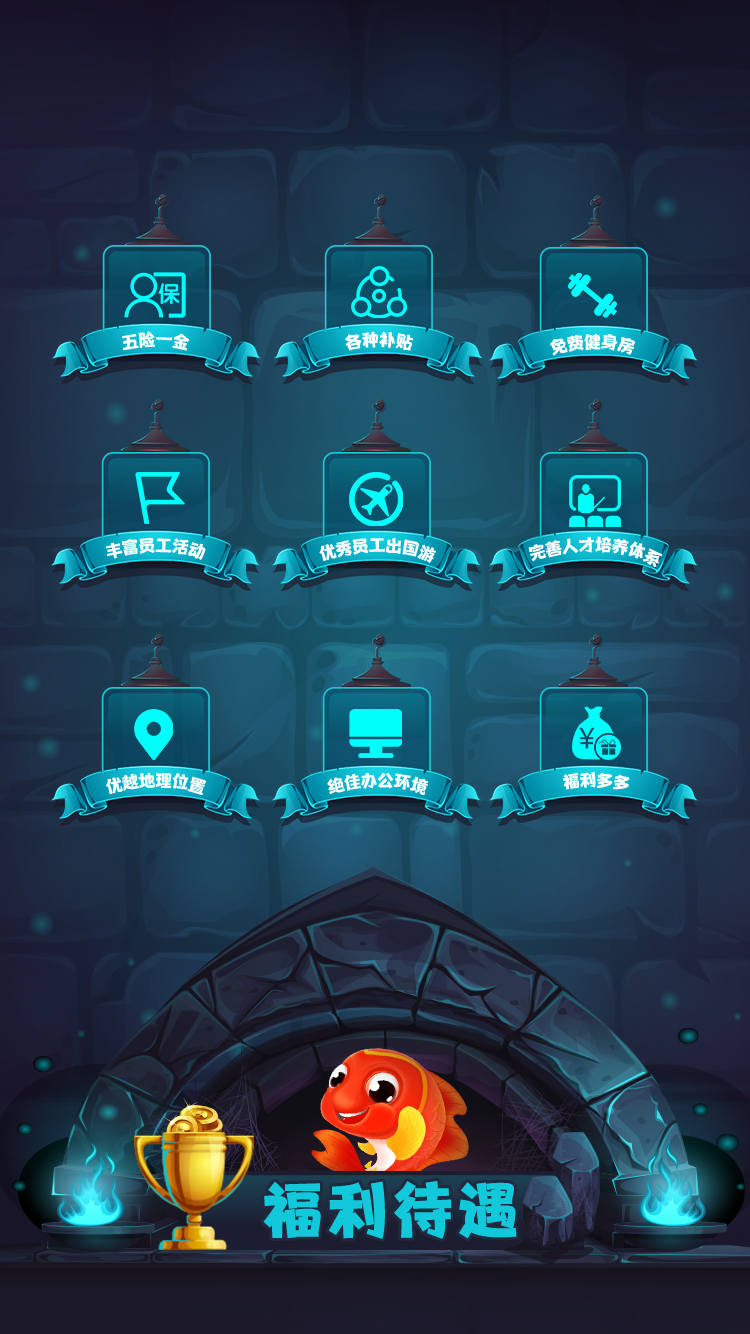 保
五险一金
各种补贴
免费健身房
丰富员工活动
优秀员工出国游
完善人才培养体系
优越地理位置
绝佳办公环境
¥
福利多多
福利待遇